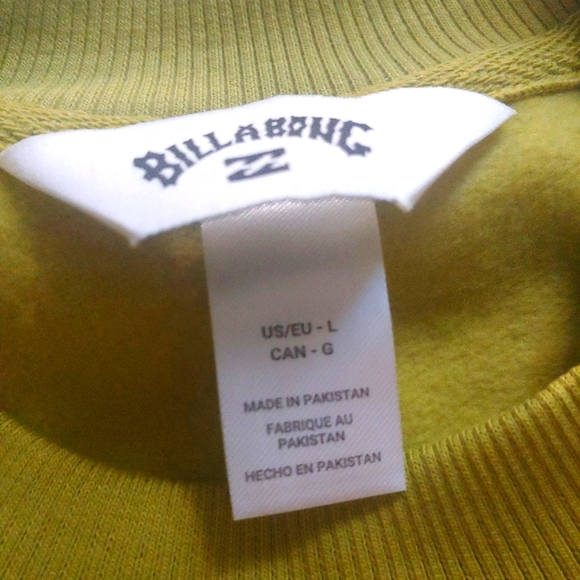 BILLABONG
US/EU - L
CAN - G
MADE IN PAKISTAN
FABRIQUE AU
PAKISTAN
HECHO EN PAKISTAN